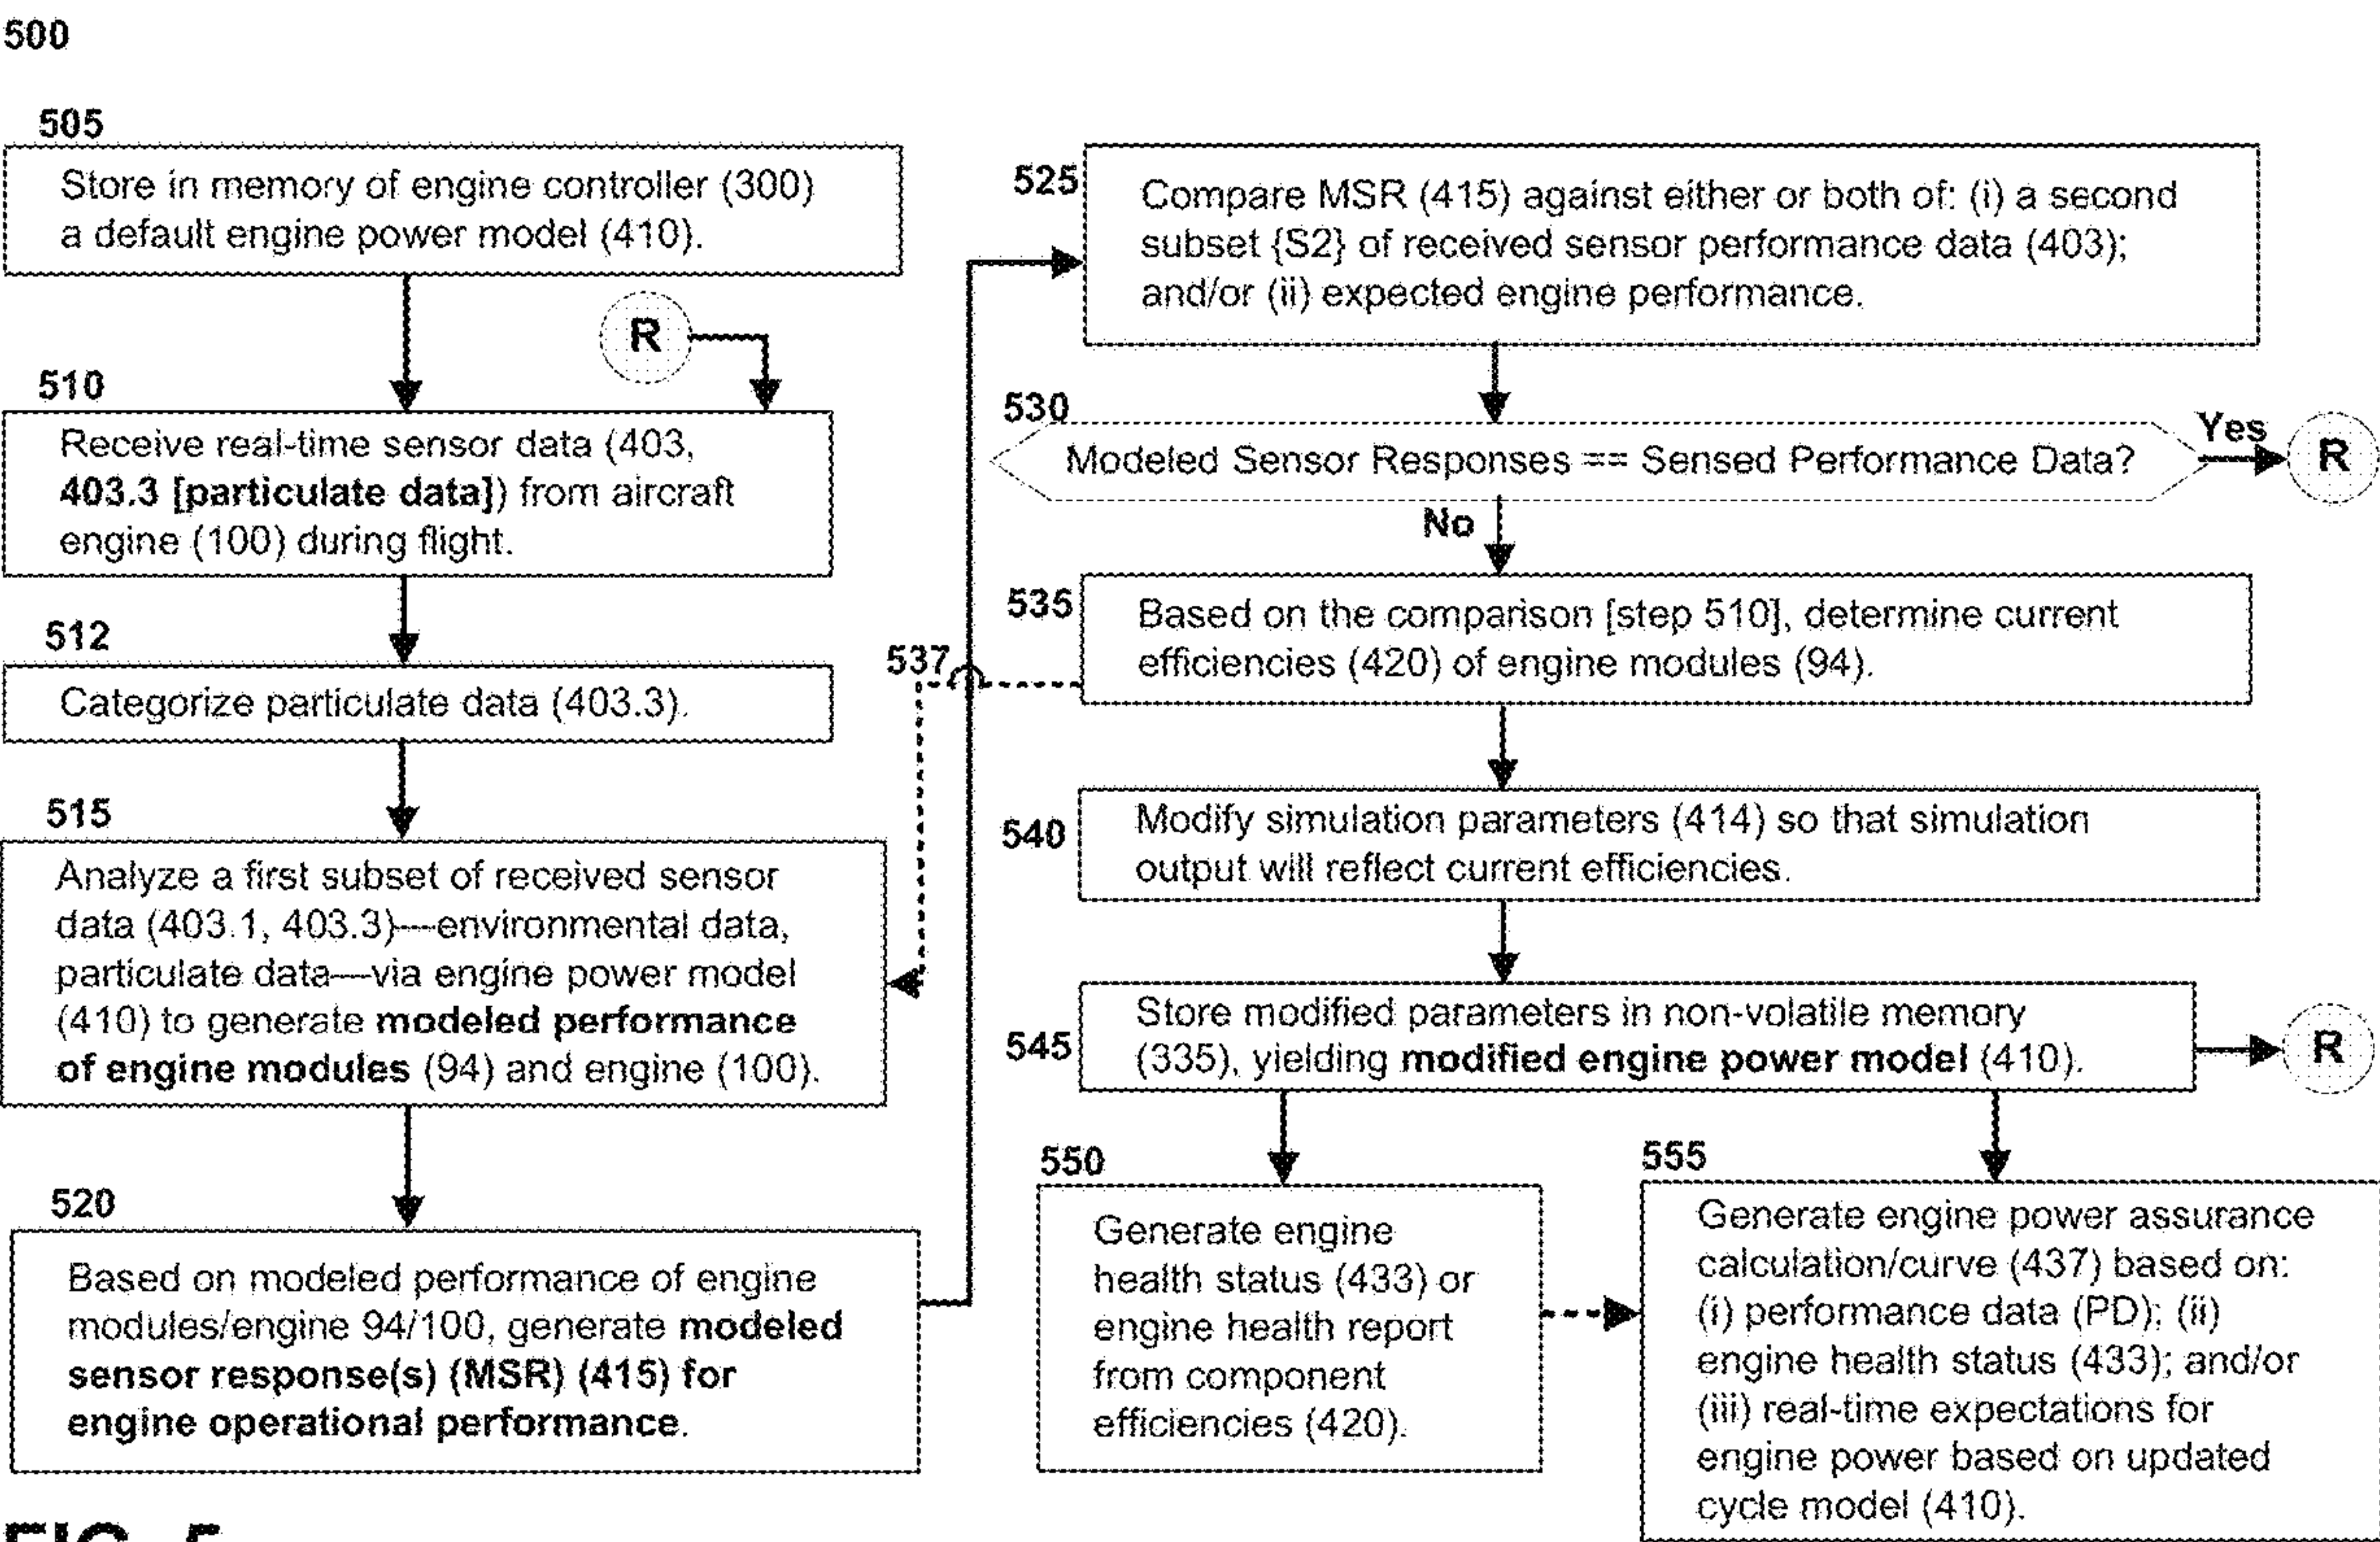 500
505
Store in memory of engine controller (300)
a default engine power model (410).
R
510
Receive real-time sensor data (403,
403.3 [particulate data]) from aircraft
engine (100) during flight.
512
Categorize particulate data (403.3).
515
Analyze a first subset of received sensor
data (403.1, 403.3)—environmental data,
particulate data—via engine power model
(410) to generate modeled performance
of engine modules (94) and engine (100).
520
Based on modeled performance of engine
modules/engine 94/100, generate modeled
sensor response(s) (MSR) (415) for
engine operational performance.
525
Compare MSR (415) against either or both of: (i) a second
subset {S2} of received sensor performance data (403);
and/or (ii) expected engine performance.
530
Modeled Sensor Responses == Sensed Performance Data?
Yes
R
No
535
Based on the comparison [step 510], determine current
efficiencies (420) of engine modules (94).
537
540
Modify simulation parameters (414) so that simulation
output will reflect current efficiencies.
545
Store modified parameters in non-volatile memory
(335), yielding modified engine power model (410).
R
550
Generate engine
health status (433) or
engine health report
from component
efficiencies (420).
555
Generate engine power assurance
calculation/curve (437) based on:
(i) performance data (PD); (ii)
engine health status (433); and/or
(iii) real-time expectations for
engine power based on updated
cycle model (410).